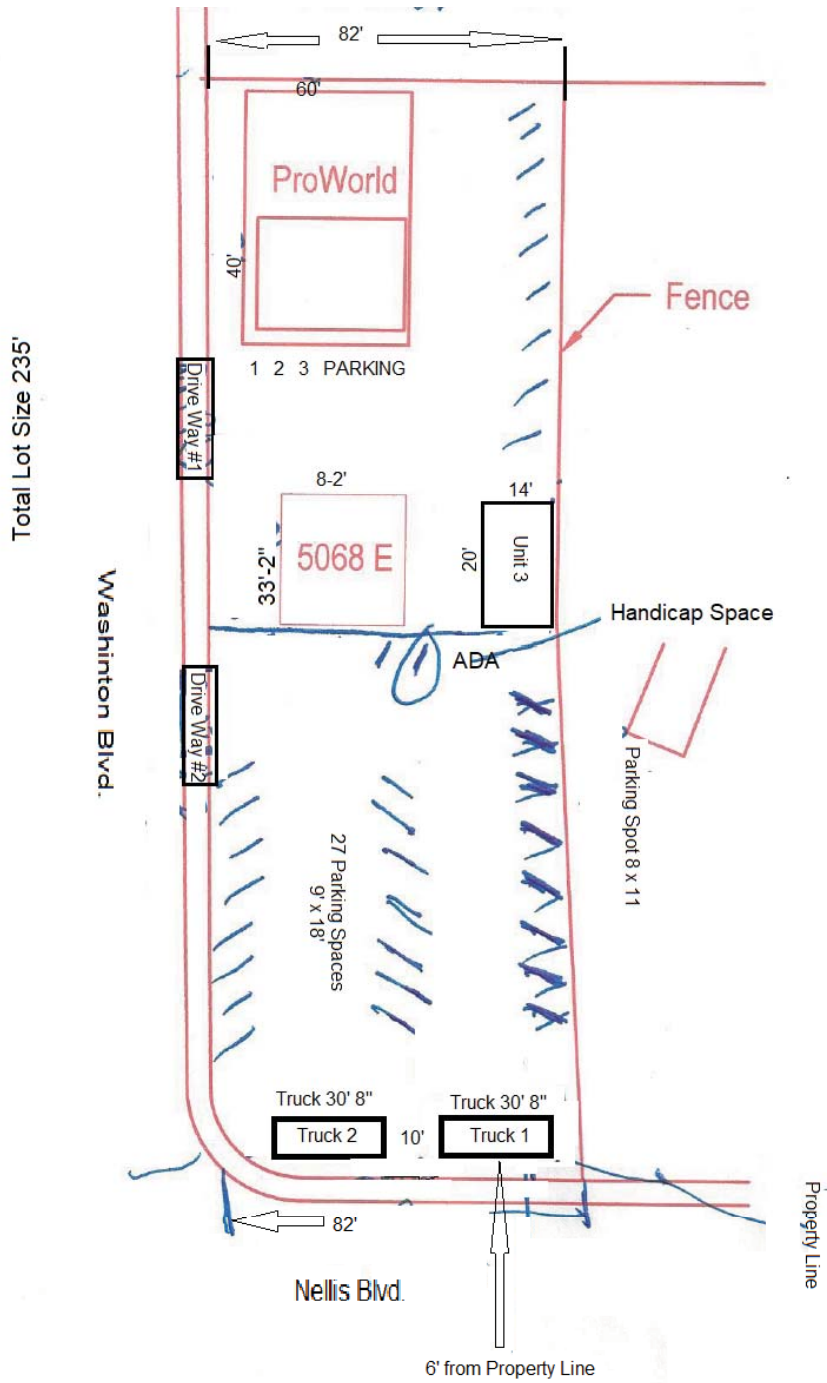 82'
60'
ProWorld
40'
Fence
1 2 3 PARKING
Total Lot Size 235'
Drive Way #1
8-2'
14'
33'-2"
5068 E
20'
Unit 3
Handicap Space
ADA
Washinton Blvd.
Drive Way #2
Parking Spot 8 x 11
27 Parking Spaces
9' x 18'
Truck 30' 8"
Truck 30' 8"
Truck 2
10'
Truck 1
Property Line
82'
Nellis Blvd.
6' from Property Line